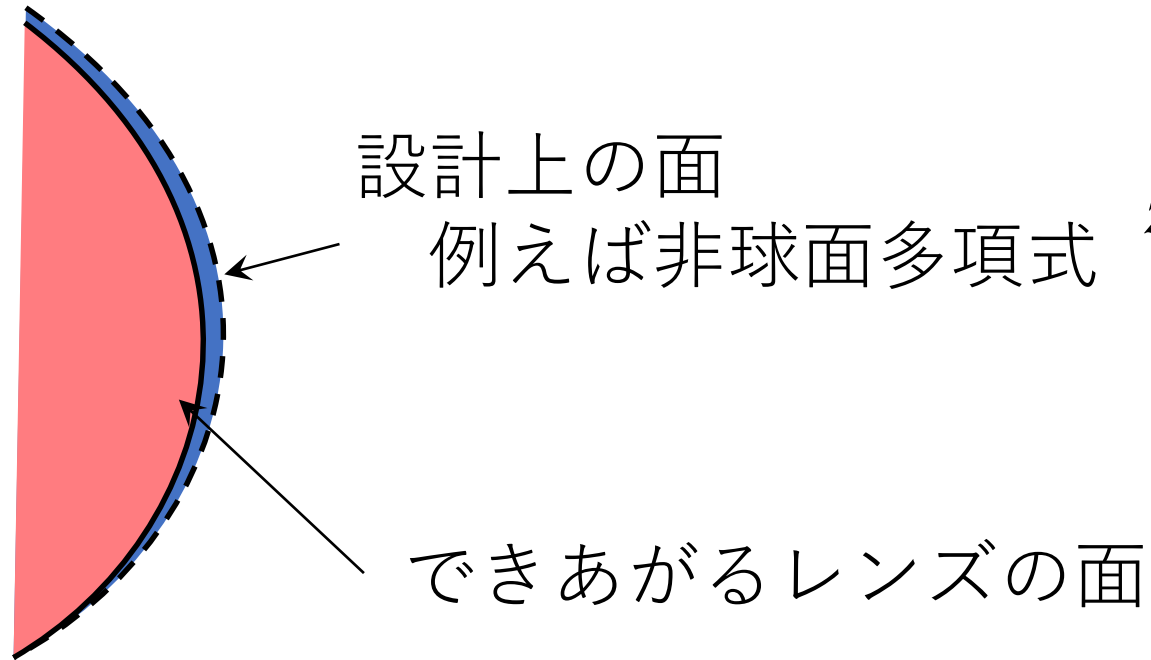 設計上の面
例えば非球面多項式
できあがるレンズの面